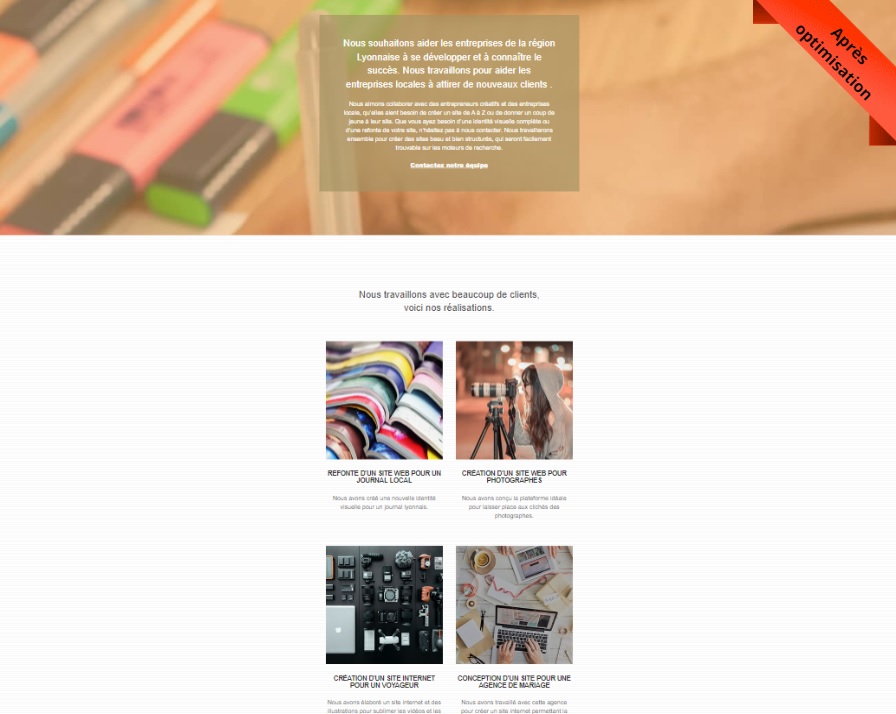 Après
optimisation
Nous souhaitons aider les entreprises de la région
Lyonnaise à se développer et à connaître le
succès. Nous travaillons pour aider les
entreprises locales à attirer de nouveaux clients .
Nous aimons collaborer avec des entrepreneurs créatifs et des entreprises
locale, qu'elles aient besoin de créer un site de A à Z ou de donner un coup de
jeune à leur site. Que vous ayez besoin d'une identité visuelle complète ou
d'une refonte de votre site, n'hésitez pas à nous contacter. Nous travaillerons
ensemble pour créer des sites beau et bien structurés, qui seront facilement
trouvable sur les moteurs de recherche.
Contactez notre équipe
Nous travaillons avec beaucoup de clients,
voici nos réalisations.
REFONTE D'UN SITE WEB POUR UN
JOURNAL LOCAL
Nous avons créé une nouvelle identité
visuelle pour un journal lyonnais.
CRÉATION D'UN SITE WEB POUR
PHOTOGRAPHES
Nous avons conçu la plateforme idéale
pour laisser place aux clichés des
photographes.
CRÉATION D'UN SITE INTERNET
POUR UN VOYAGEUR
Nous avons élaboré un site internet et des
illustrations pour sublimer les vidéos et les
CONCEPTION D'UN SITE POUR UNE
AGENCE DE MARIAGE
Nous avons travaillé avec cette agence
pour créer un site internet permettant la